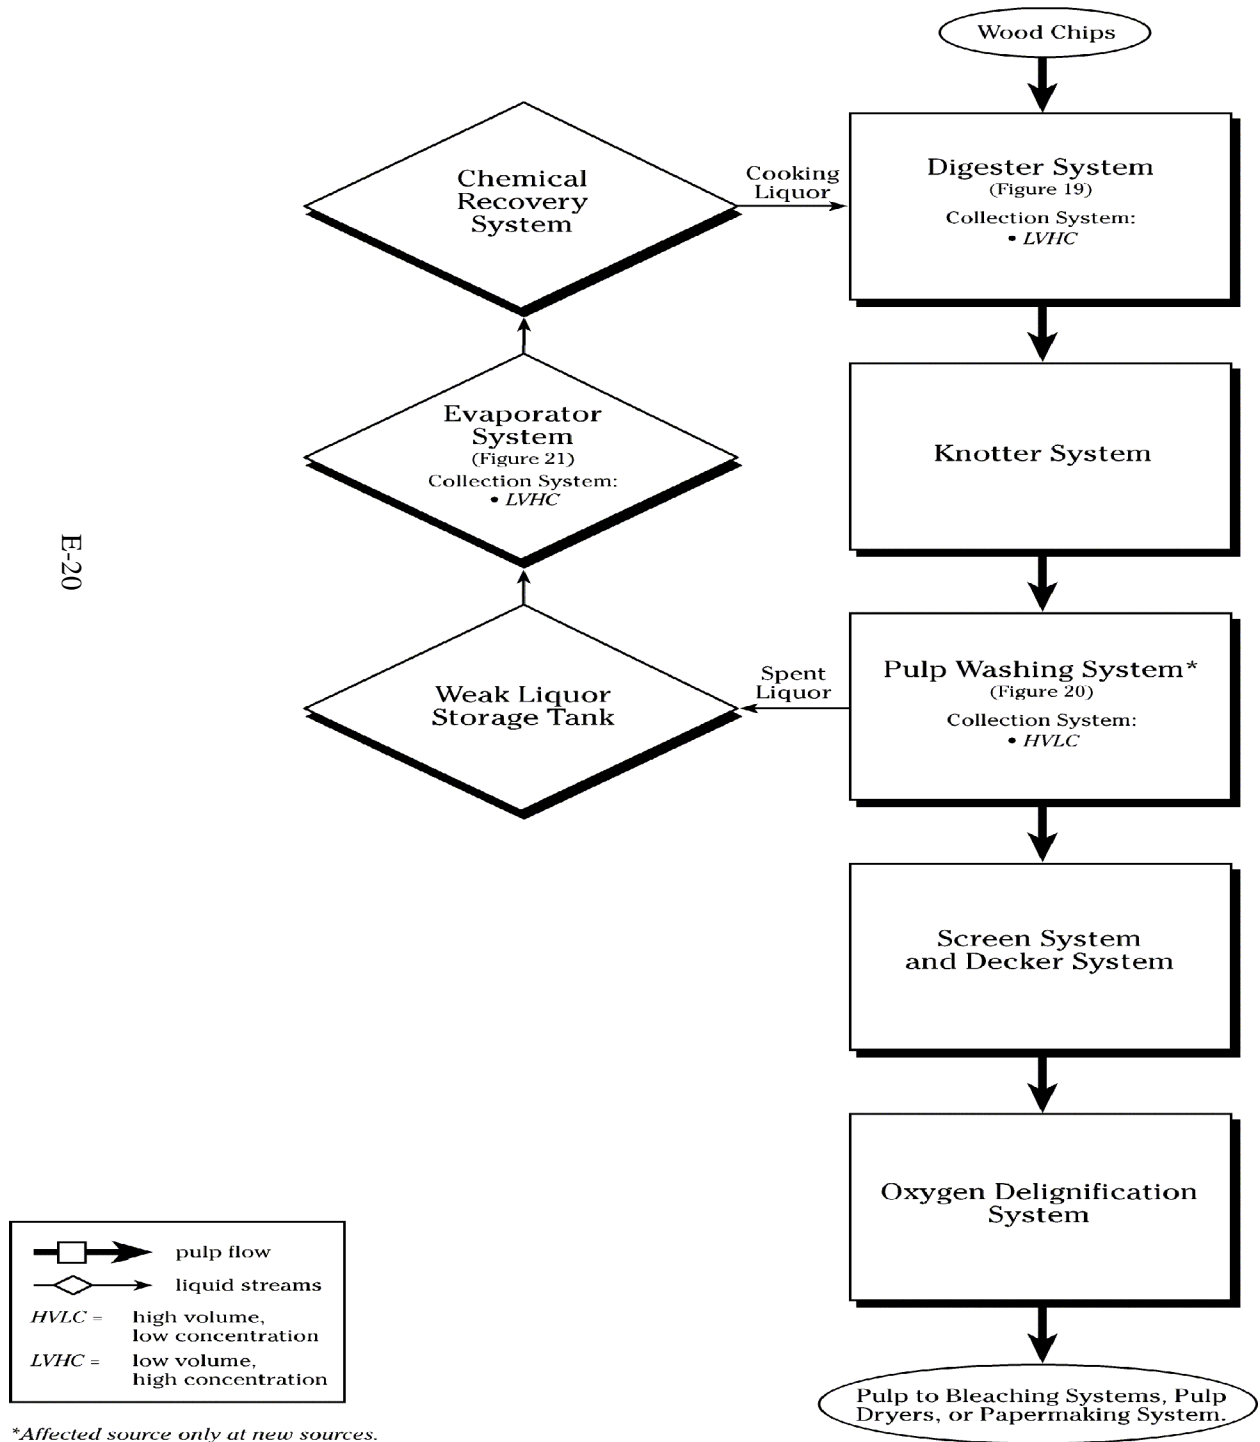 Wood Chips
Chemical
Recovery
System
Cooking
Liquor
Digester System
(Figure 19)
Collection System:
• LVHC
Evaporator
System
(Figure 21)
Collection System:
• LVHC
Knotter System
E-20
Weak Liquor
Storage Tank
Spent
Liquor
Pulp Washing System*
(Figure 20)
Collection System:
• HVLC
Screen System
and Decker System
Oxygen Delignification
System
Pulp to Bleaching Systems, Pulp
Dryers, or Papermaking System.
pulp flow
liquid streams
HVLC = high volume,
low concentration
LVHC = low volume,
high concentration
*Affected source only at new sources.